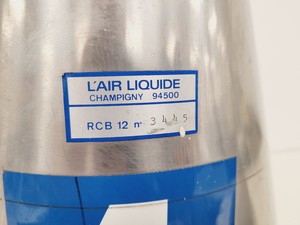 L'AIR LIQUIDE
CHAMPIGNY 94500
RCB 12 n° 3445